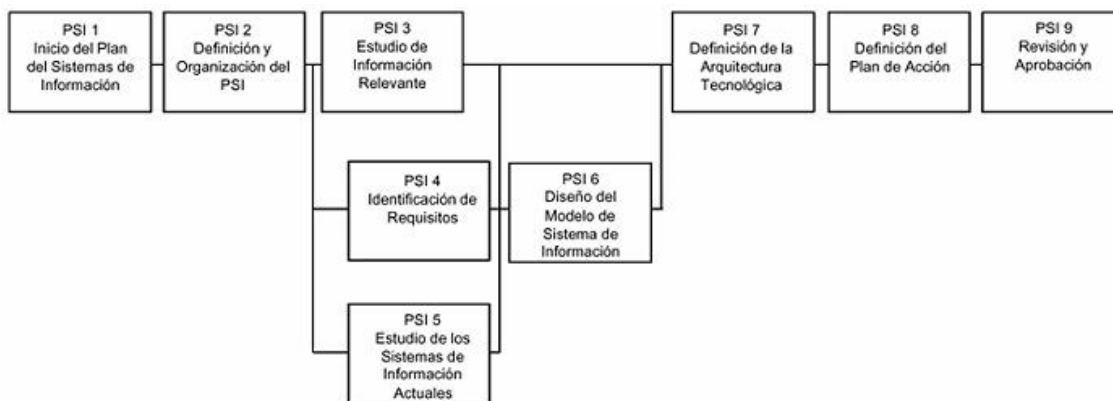 PSI 1
Inicio del Plan
del Sistemas de
Información
PSI 2
Definición y
Organización del
PSI
PSI 3
Estudio de
Información
Relevante
PSI 7
Definición de la
Arquitectura
Tecnológica
PSI 8
Definición del
Plan de Acción
PSI 9
Revisión y
Aprobación
PSI 4
Identificación de
Requisitos
PSI 6
Diseño del
Modelo de
Sistema de
Información
PSI 5
Estudio de los
Sistemas de
Información
Actuales